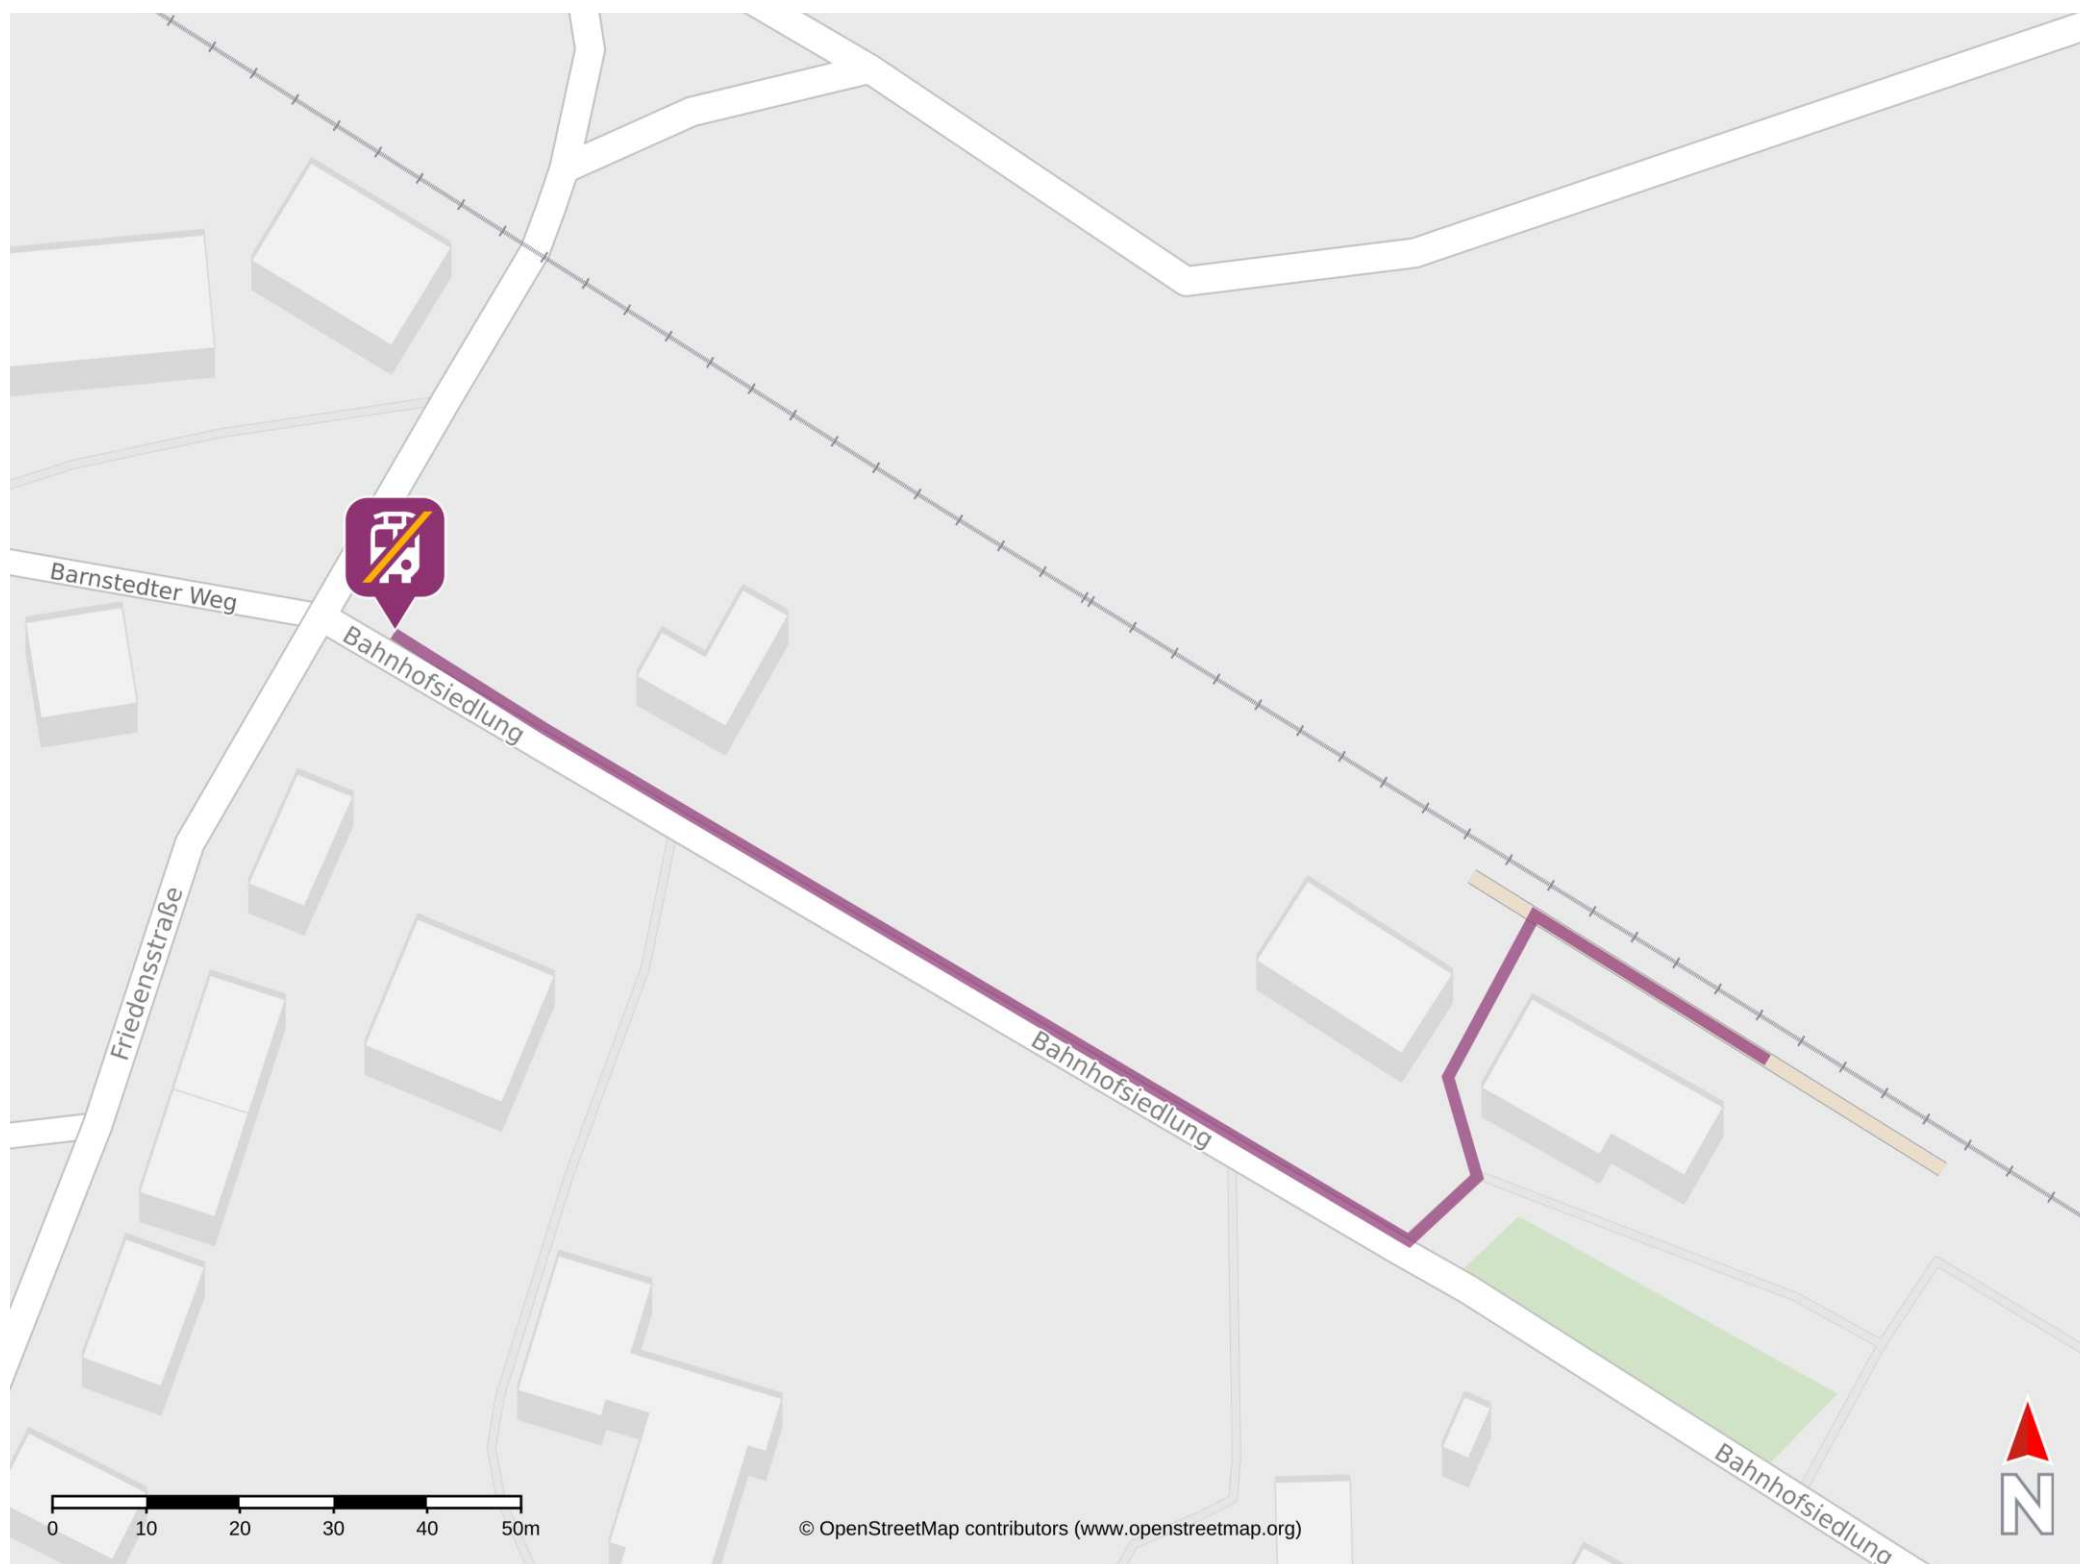 Barnstedter Weg
Bahnhofsiedlung
Friedensstraße
Bahnhofsiedlung
Bahnhofsiedlung
N
0 10 20 30 40 50m
© OpenStreetMap contributors (www.openstreetmap.org)